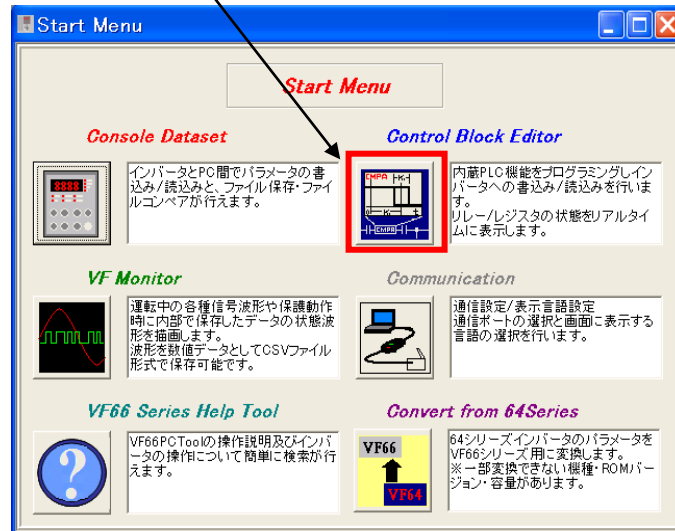 Start Menu
Start Menu
Console Dataset
インバータとPC間でパラメータの書
込み/読込みと、ファイル保存・ファイ
ルコンペアが行えます。
Control Block Editor
EMPA
EMPB
内蔵PLC機能をプログラミングしイン
バータへの書込み/読込みを行いま
す。
リレー/レジスタの状態をリアルタイ
ムに表示します。
VF Monitor
運転中の各種信号波形や保護動作
時に内部で保存したデータの状態波
形を描画します。
波形を数値データとしてCSVファイル
形式で保存可能です。
Communication
通信設定/表示言語設定
通信ポートの選択と画面に表示する
言語の選択を行います。
VF66 Series Help Tool
VF66PCToolの操作説明及びインバ
ータの操作について簡単に検索が行
えます。
Convert from 64Series
VF66
VF64
64シリーズインバータのパラメータを
VF66シリーズ用に変換します。
※一部変換できない機種・ROMバー
ジョン・容量があります。